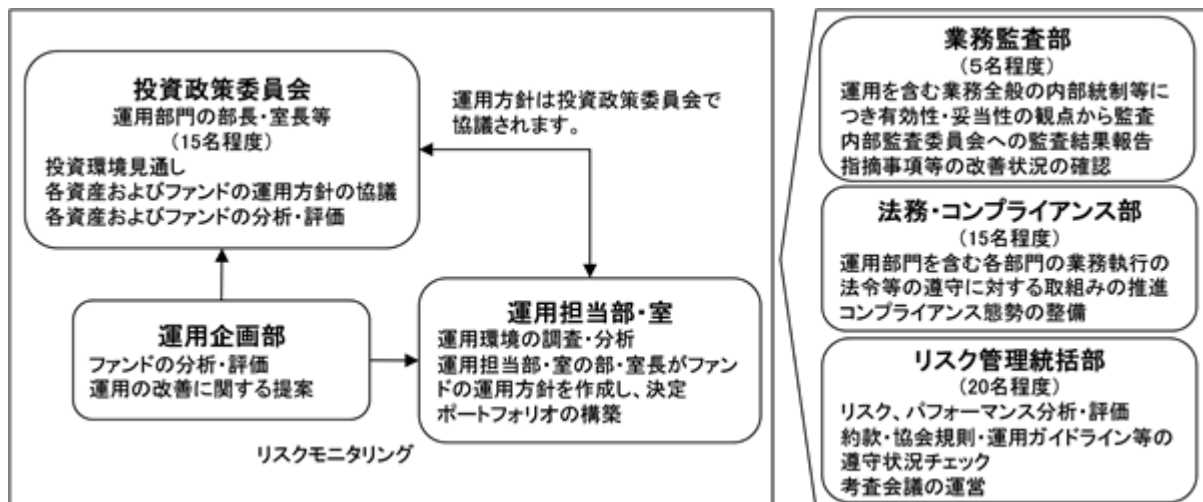 投資政策委員会
運用部門の部長・室長等
(15名程度)
投資環境見通し
各資産およびファンドの運用方針の協議
各資産およびファンドの分析・評価
運用方針は投資政策委員会で
協議されます。
運用企画部
ファンドの分析・評価
運用の改善に関する提案
運用担当部・室
運用環境の調査・分析
運用担当部・室の部・室長がファン
ドの運用方針を作成し、決定
ポートフォリオの構築
リスクモニタリング
業務監査部
(5名程度)
運用を含む業務全般の内部統制等に
つき有効性・妥当性の観点から監査
内部監査委員会への監査結果報告
指摘事項等の改善状況の確認
法務・コンプライアンス部
(15名程度)
運用部門を含む各部門の業務執行の
法令等の遵守に対する取組みの推進
コンプライアンス態勢の整備
リスク管理統括部
(20名程度)
リスク、パフォーマンス分析・評価
約款・協会規則・運用ガイドライン等の
遵守状況チェック
考査会議の運営